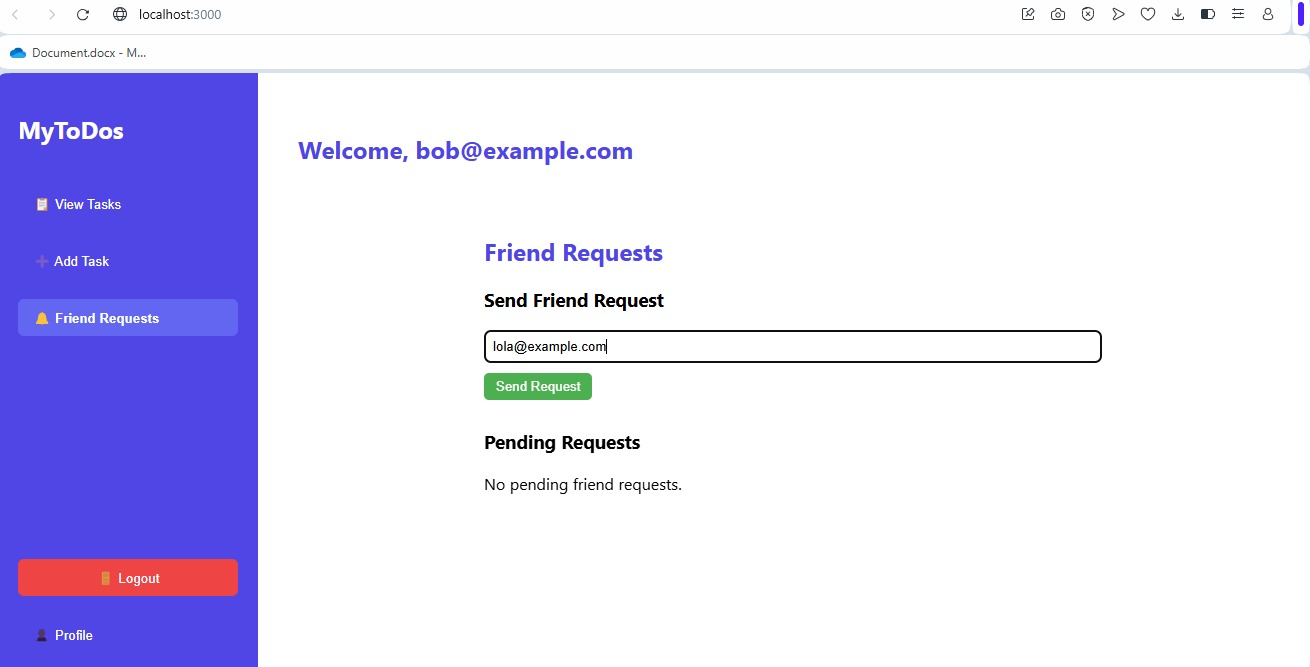 localhost:3000
Document.docx - M...
MyToDos
View Tasks
Add Task
Friend Requests
Logout
Profile
Welcome, bob@example.com
Friend Requests
Send Friend Request
lola@example.com
Send Request
Pending Requests
No pending friend requests.